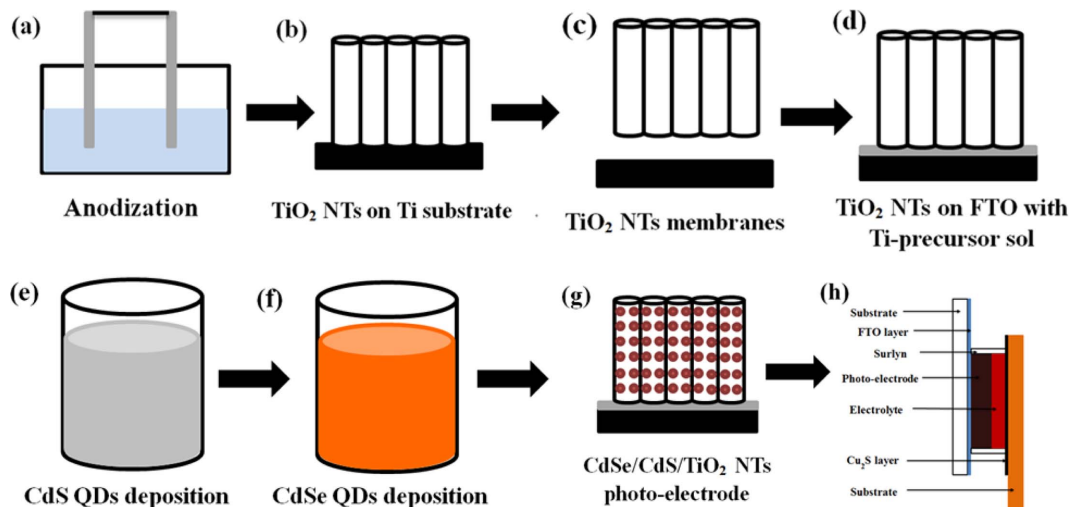 (a)
Anodization
(b)
TiO₂ NTs on Ti substrate
(c)
TiO₂ NTs membranes
(d)
TiO₂ NTs on FTO with
Ti-precursor sol
(e)
CdS QDs deposition
(f)
CdSe QDs deposition
(g)
CdSe/CdS/TiO₂ NTs
photo-electrode
(h)
Substrate
FTO layer
Surlyn
Photo-electrode
Electrolyte
Cu₂S layer
Substrate